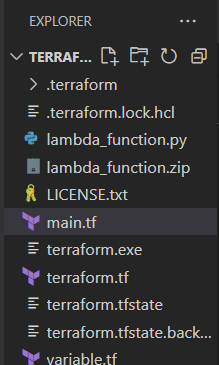 EXPLORER
TERRAF...
.terraform
.terraform.lock.hcl
lambda_function.py
lambda_function.zip
LICENSE.txt
main.tf
terraform.exe
terraform.tf
terraform.tfstate
terraform.tfstate.back...
variable.tf